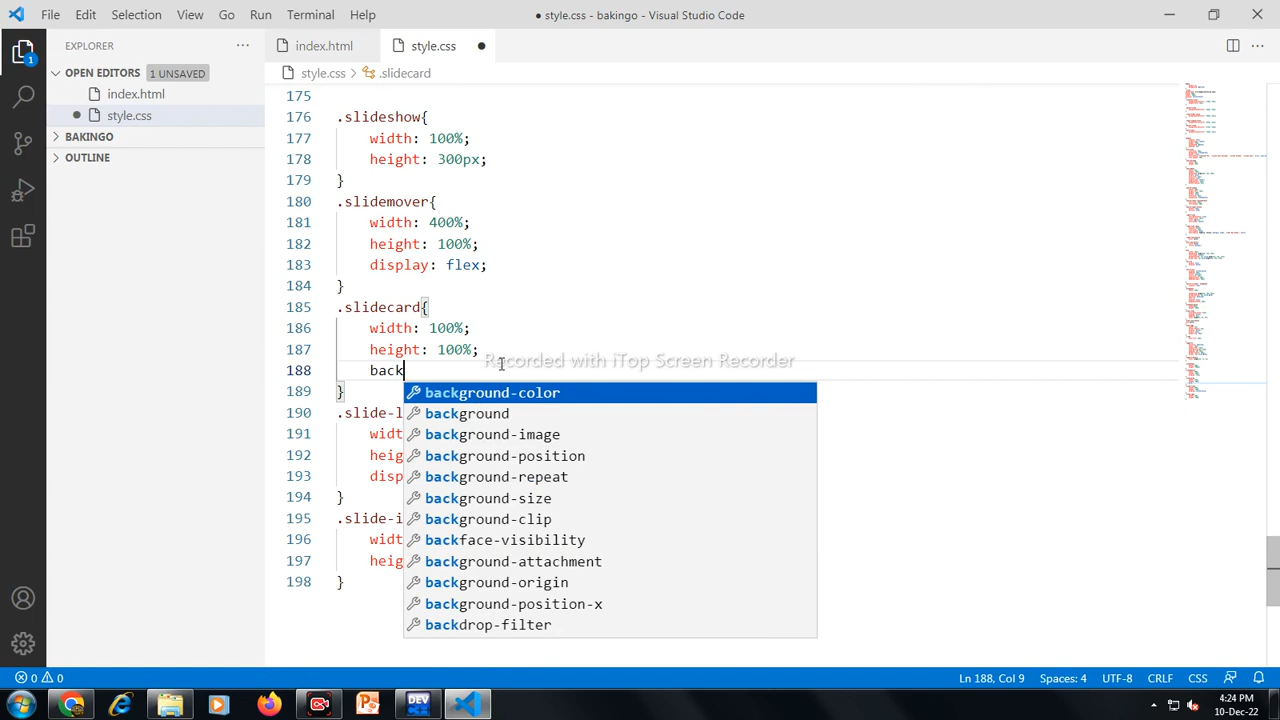 File Edit Selection View Go Run Terminal Help
● style.css - bakingo - Visual Studio Code
EXPLORER
OPEN EDITORS 1 UNSAVED
index.html
style.css
BAKINGO
OUTLINE
1
index.html
style.css
style.css > .slidecard
175
176 .slideshow{
177 width: 100%;
178 height: 300px;
179 }
180 .slidemover{
181 width: 400%;
182 height: 100%;
183 display: flex;
184 }
185 .slidecard{
186 width: 100%;
187 height: 100%;
188 back
189 }
190 .slide-l
191 widt
192 heig
193 disp
194 }
195 .slide-i
196 widt
197 heig
198 }
background-color
background
background-image
background-position
background-repeat
background-size
background-clip
backface-visibility
background-attachment
background-origin
background-position-x
backdrop-filter
Recorded with iTop Screen Recorder
0 0
Ln 188, Col 9 Spaces: 4 UTF-8 CRLF CSS
DEV
4:24 PM
10-Dec-22